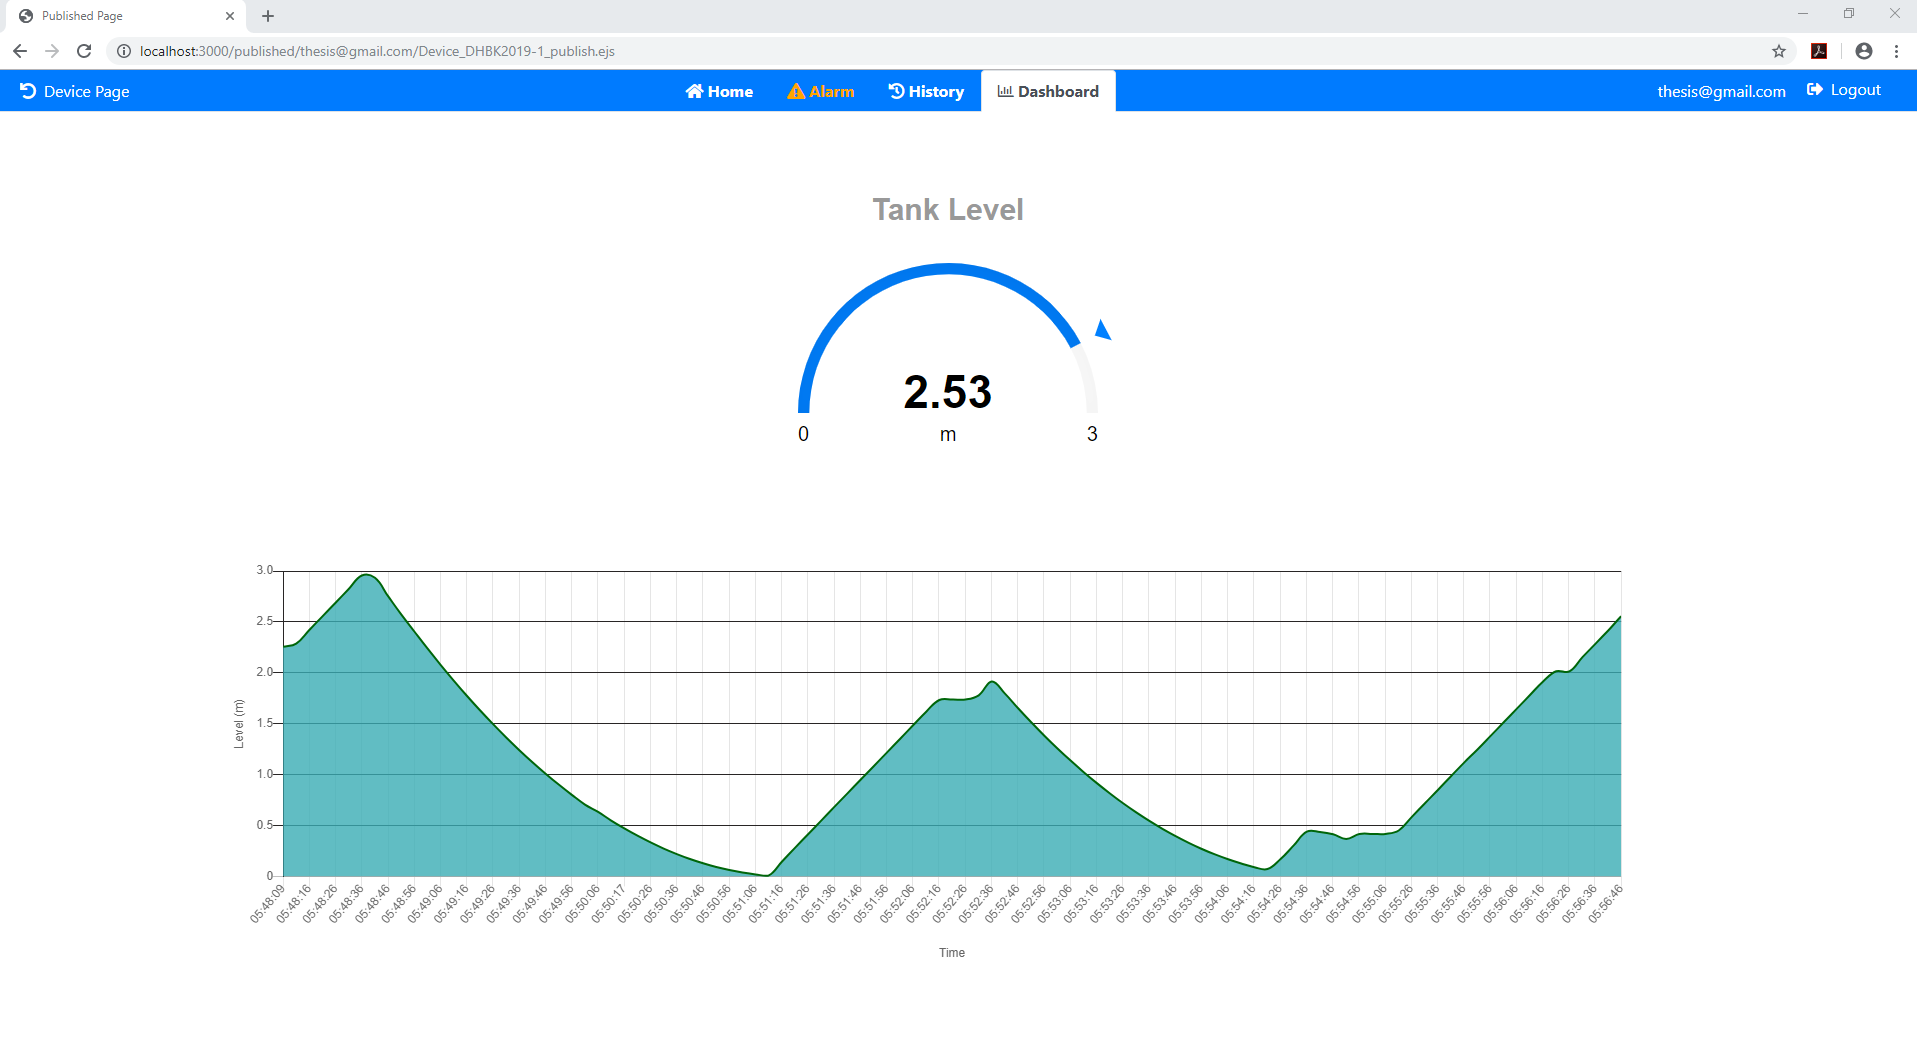 Published Page
localhost:3000/published/thesis@gmail.com/Device_DHBK2019-1_publish.ejs
Device Page Home Alarm History Dashboard thesis@gmail.com Logout
Tank Level
2.53
0 m 3
3.0
2.5
2.0
1.5
1.0
0.5
0
Level (m)
05:48:09 05:48:16 05:48:26 05:48:36 05:48:46 05:48:56 05:49:06 05:49:16 05:49:26 05:49:36 05:49:46 05:49:56 05:50:06 05:50:17 05:50:26 05:50:36 05:50:46 05:50:56 05:51:06 05:51:16 05:51:26 05:51:36 05:51:46 05:51:56 05:52:06 05:52:16 05:52:26 05:52:36 05:52:46 05:52:56 05:53:06 05:53:16 05:53:26 05:53:36 05:53:46 05:53:56 05:54:06 05:54:16 05:54:26 05:54:36 05:54:46 05:54:56 05:55:06 05:55:26 05:55:36 05:55:46 05:55:56 05:56:06 05:56:16 05:56:26 05:56:36 05:56:46
Time